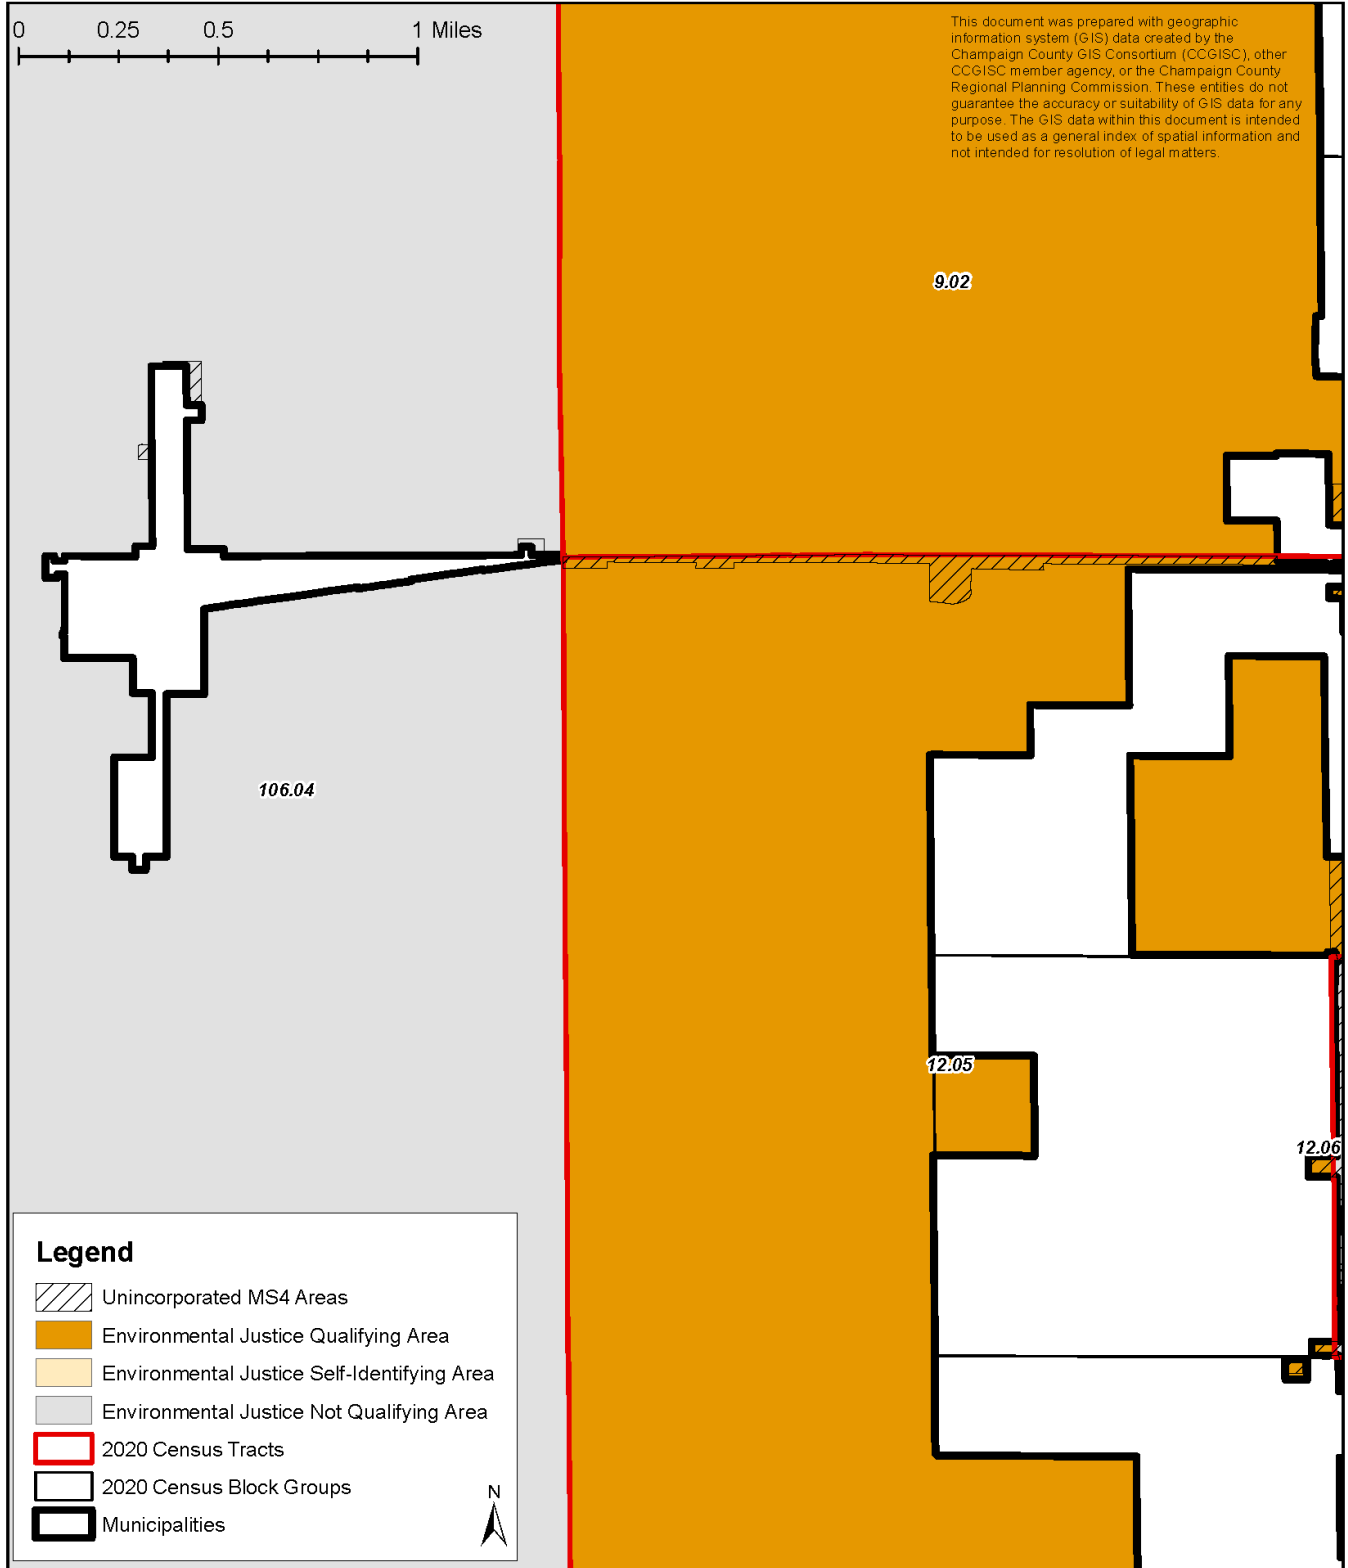 0 0.25 0.5 1 Miles
This document was prepared with geographic
information system (GIS) data created by the
Champaign County GIS Consortium (CCGISC), other
CCGISC member agency, or the Champaign County
Regional Planning Commission. These entities do not
guarantee the accuracy or suitability of GIS data for any
purpose. The GIS data within this document is intended
to be used as a general index of spatial information and
not intended for resolution of legal matters.
9.02
106.04
12.05
12.06
Legend
Unincorporated MS4 Areas
Environmental Justice Qualifying Area
Environmental Justice Self-Identifying Area
Environmental Justice Not Qualifying Area
2020 Census Tracts
2020 Census Block Groups
Municipalities
N